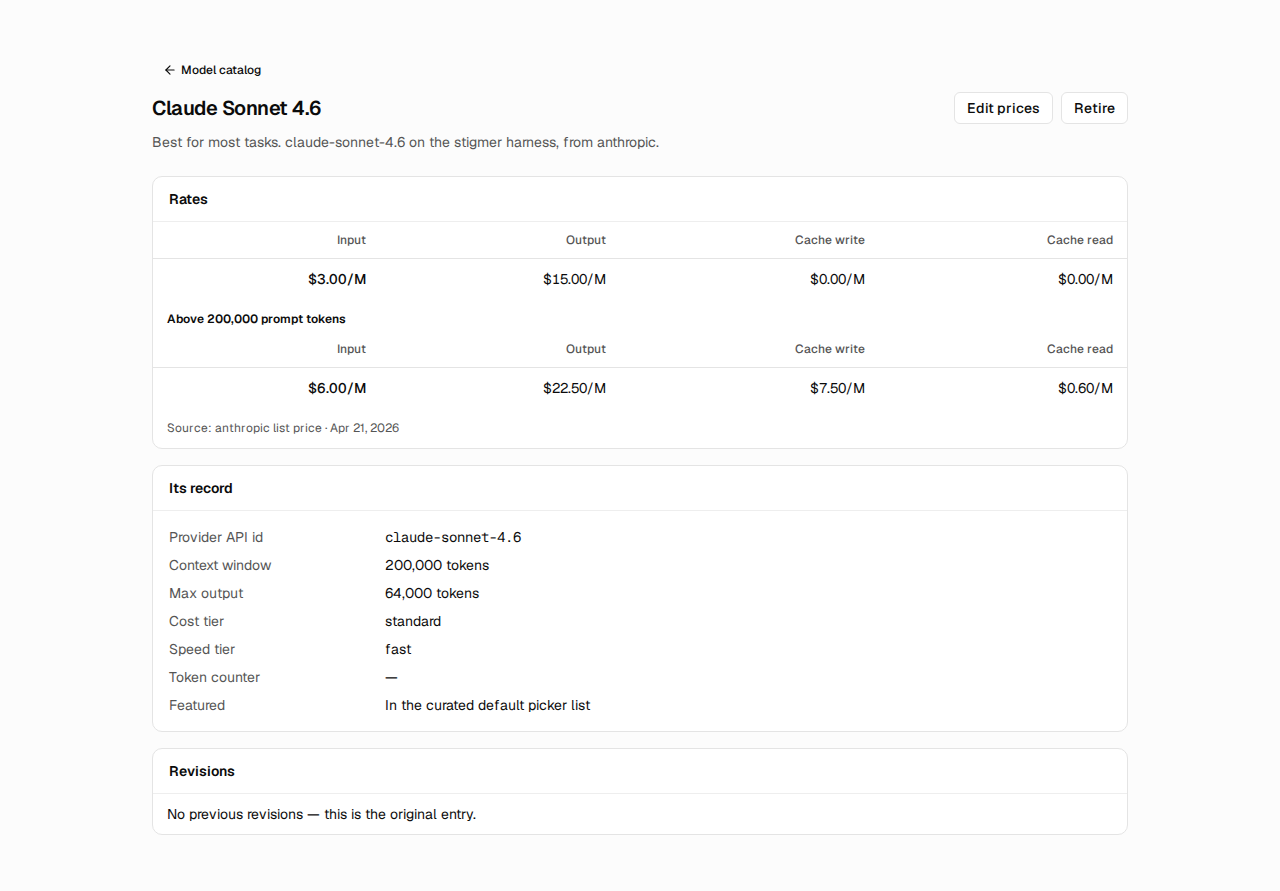 ← Model catalog
Claude Sonnet 4.6
Edit prices
Retire
Best for most tasks. claude-sonnet-4.6 on the stigmer harness, from anthropic.
Rates
Input Output Cache write Cache read
$3.00/M $15.00/M $0.00/M $0.00/M
Above 200,000 prompt tokens
Input Output Cache write Cache read
$6.00/M $22.50/M $7.50/M $0.60/M
Source: anthropic list price · Apr 21, 2026
Its record
Provider API id claude-sonnet-4.6
Context window 200,000 tokens
Max output 64,000 tokens
Cost tier standard
Speed tier fast
Token counter —
Featured In the curated default picker list
Revisions
No previous revisions — this is the original entry.